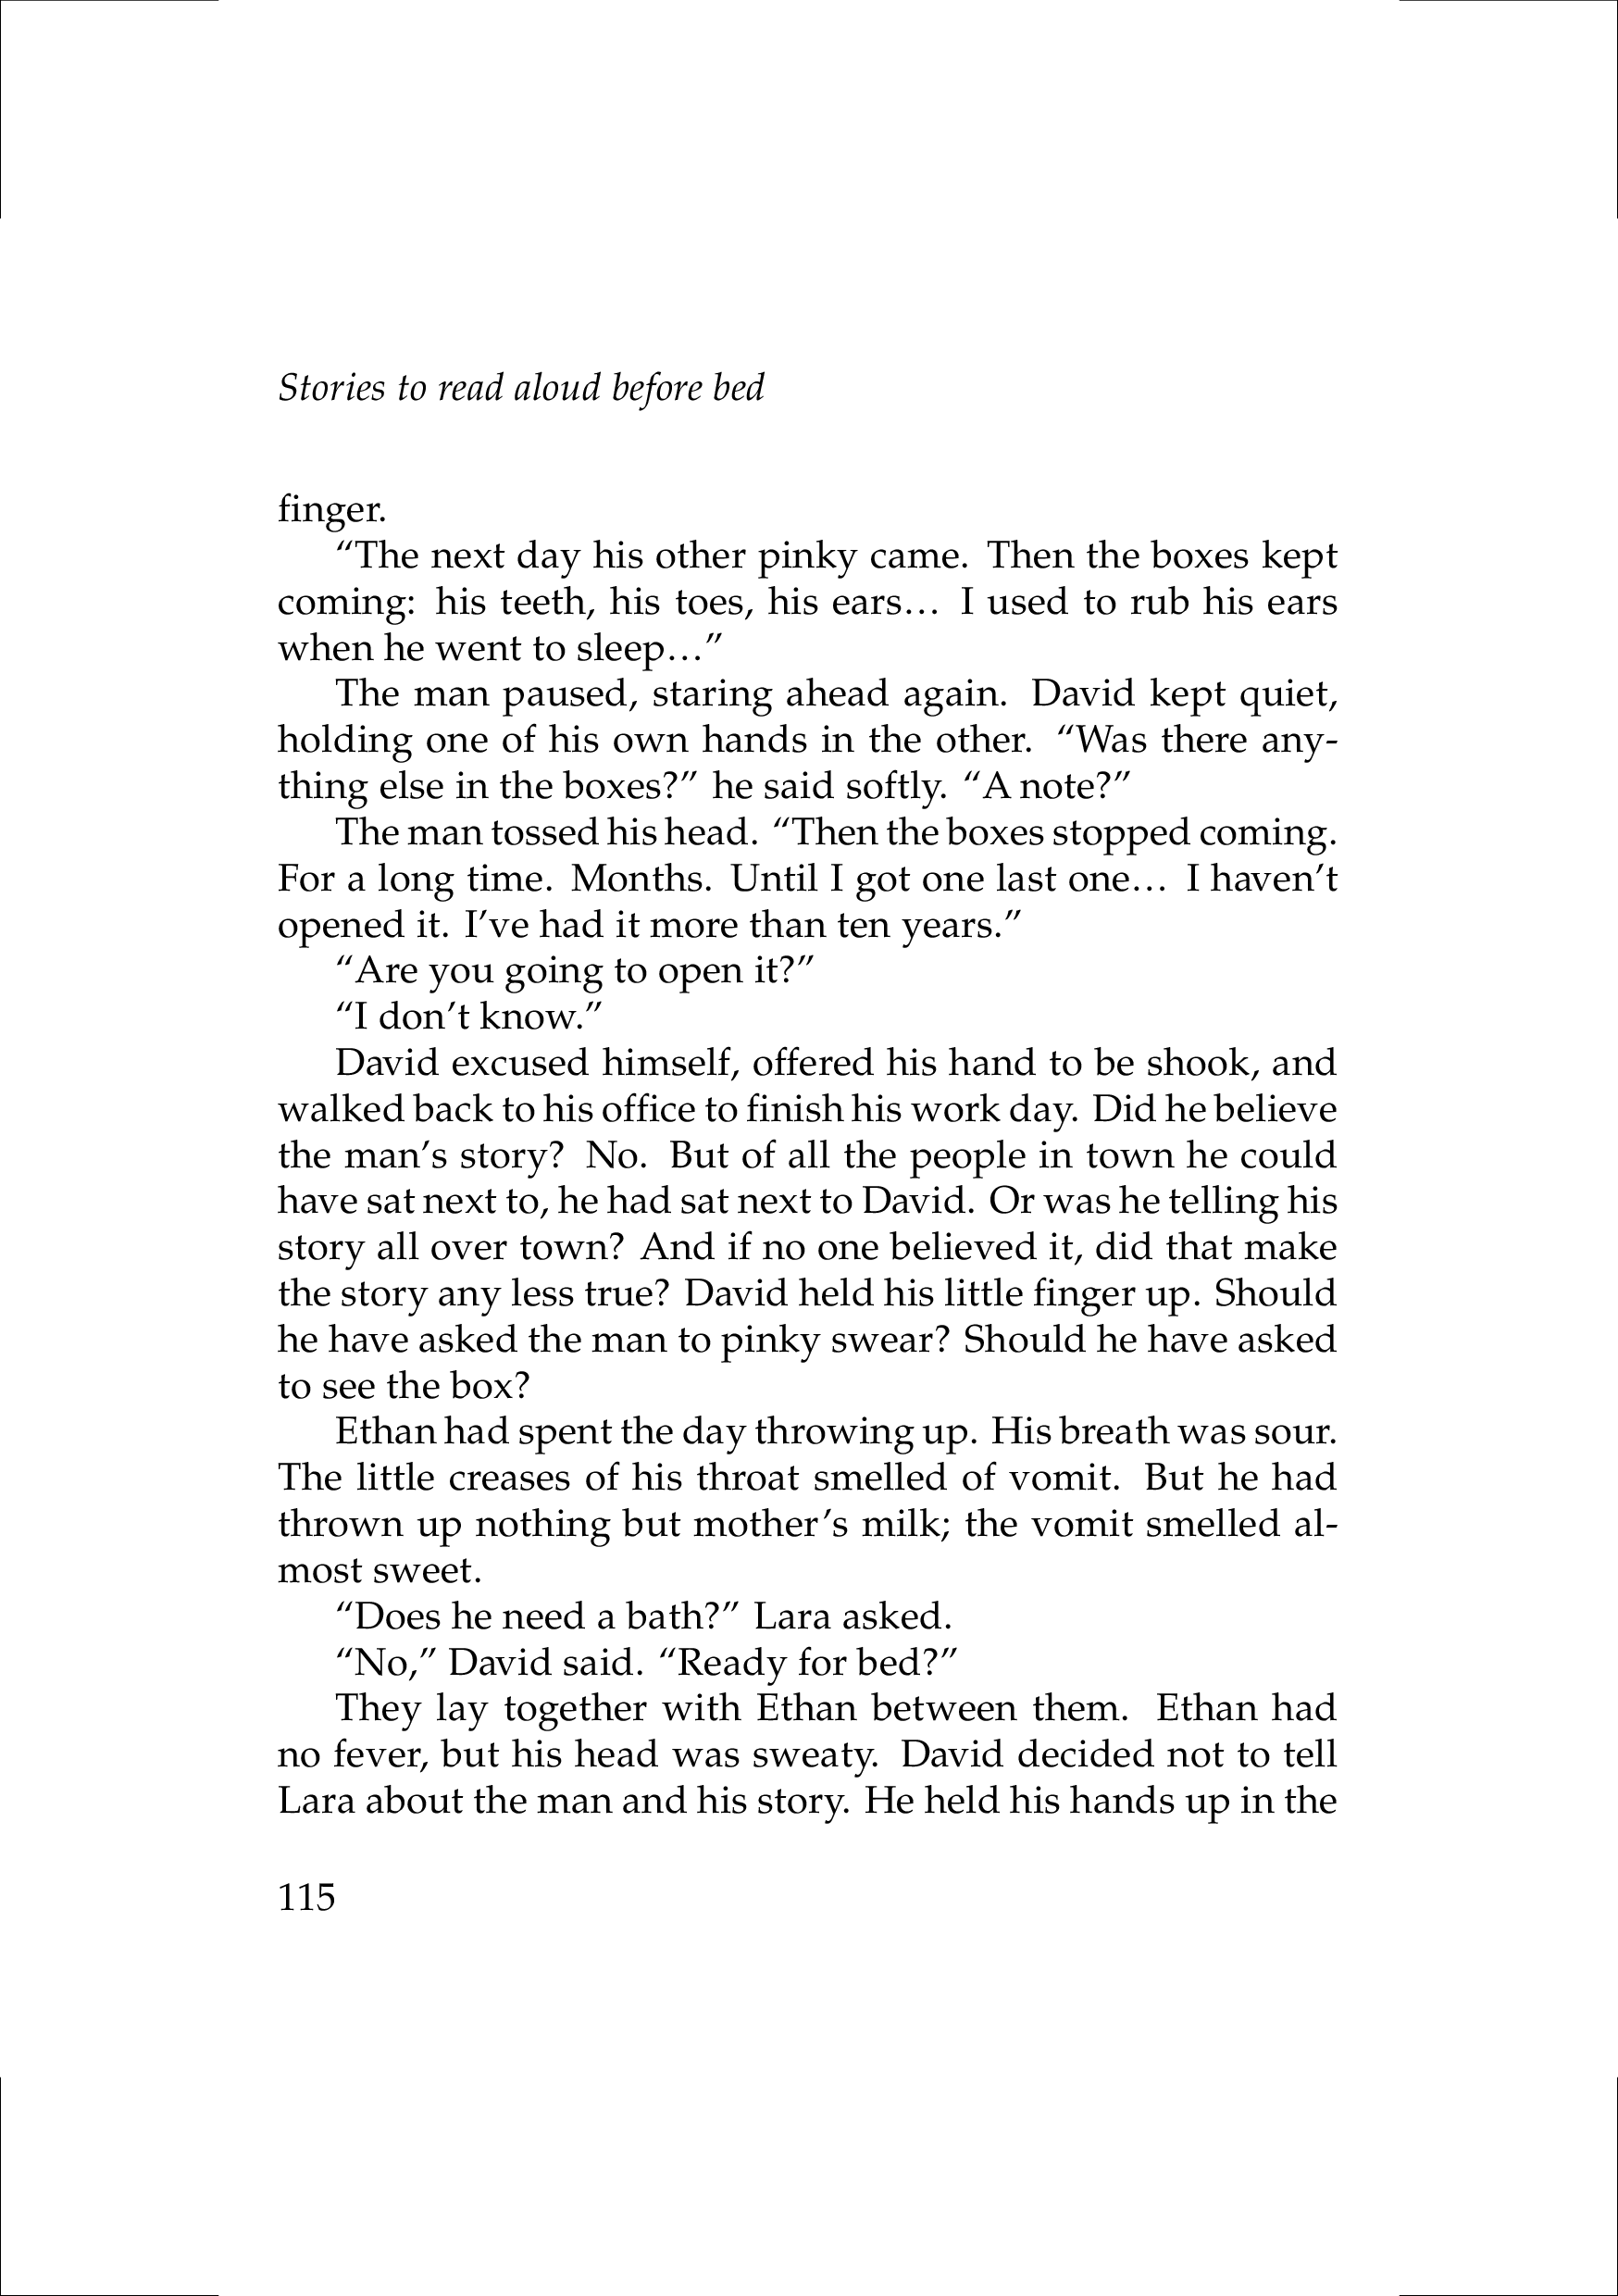 Stories to read aloud before bed
finger.
“The next day his other pinky came. Then the boxes kept
coming: his teeth, his toes, his ears… I used to rub his ears
when he went to sleep…”
The man paused, staring ahead again. David kept quiet,
holding one of his own hands in the other. “Was there any-
thing else in the boxes?” he said softly. “A note?”
The man tossed his head. “Then the boxes stopped coming.
For a long time. Months. Until I got one last one… I haven’t
opened it. I’ve had it more than ten years.”
“Are you going to open it?”
“I don’t know.”
David excused himself, offered his hand to be shook, and
walked back to his office to finish his work day. Did he believe
the man’s story? No. But of all the people in town he could
have sat next to, he had sat next to David. Or was he telling his
story all over town? And if no one believed it, did that make
the story any less true? David held his little finger up. Should
he have asked the man to pinky swear? Should he have asked
to see the box?
Ethan had spent the day throwing up. His breath was sour.
The little creases of his throat smelled of vomit. But he had
thrown up nothing but mother’s milk; the vomit smelled al-
most sweet.
“Does he need a bath?” Lara asked.
“No,” David said. “Ready for bed?”
They lay together with Ethan between them. Ethan had
no fever, but his head was sweaty. David decided not to tell
Lara about the man and his story. He held his hands up in the
115